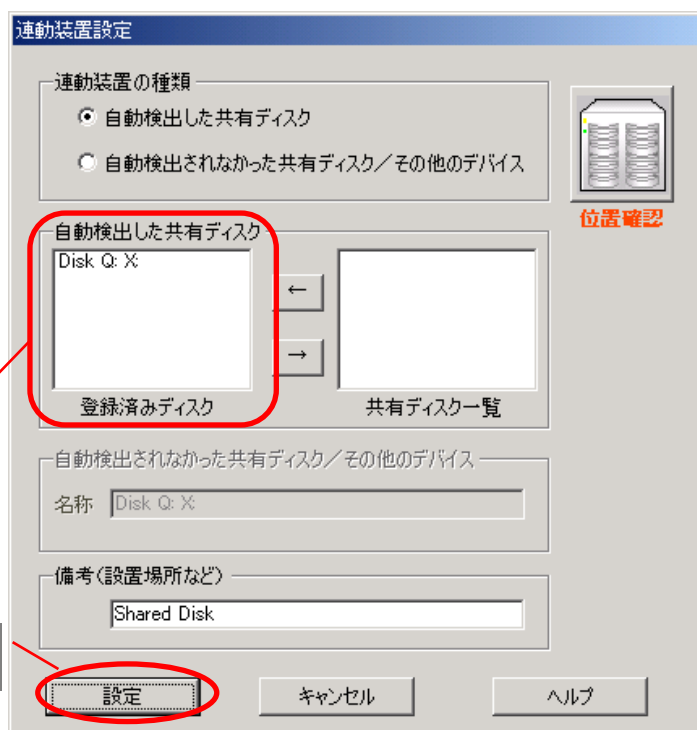 連動装置設定
連動装置の種類
自動検出した共有ディスク
自動検出されなかった共有ディスク／その他のデバイス
位置確認
自動検出した共有ディスク
Disk Q: X:
←
→
登録済みディスク
共有ディスク一覧
自動検出されなかった共有ディスク／その他のデバイス
名称 Disk Q: X:
備考(設置場所など)
Shared Disk
設定 キャンセル ヘルプ